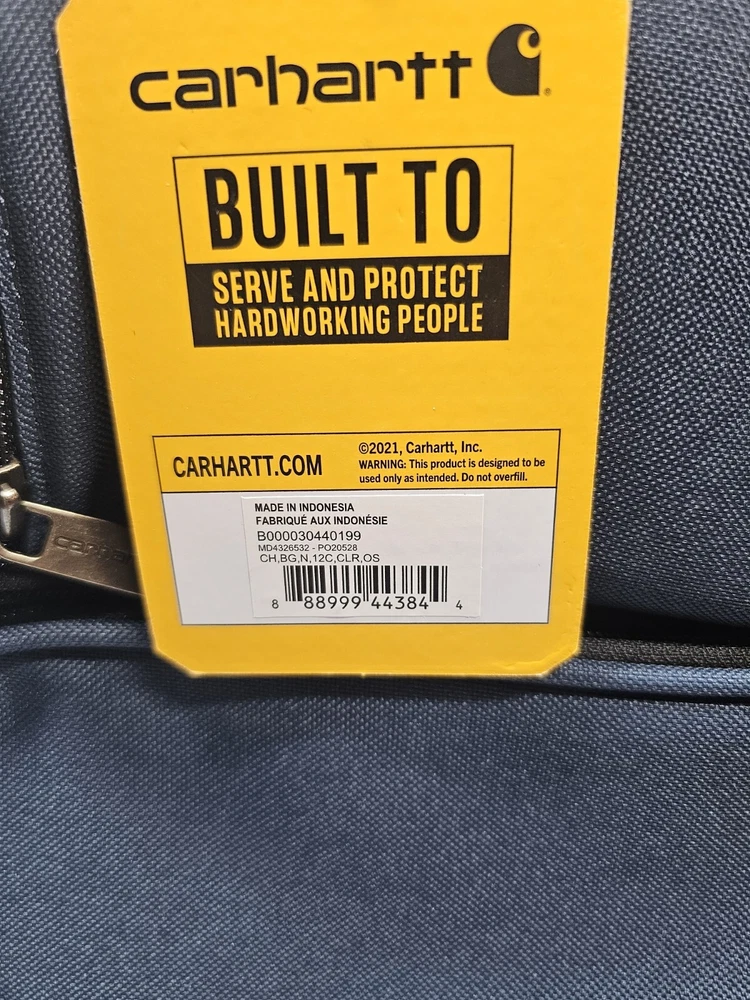 carhartt
BUILT TO
SERVE AND PROTECT
HARDWORKING PEOPLE
CARHARTT.COM
©2021, Carhartt, Inc.
WARNING: This product is designed to be
used only as intended. Do not overfill.
MADE IN INDONESIA
FABRIQUÉ AUX INDONÉSIE
B000030440199
MD4326532 - PO20528
CH,BG,N,12C,CLR,OS
8 88999 44384 4
carhartt